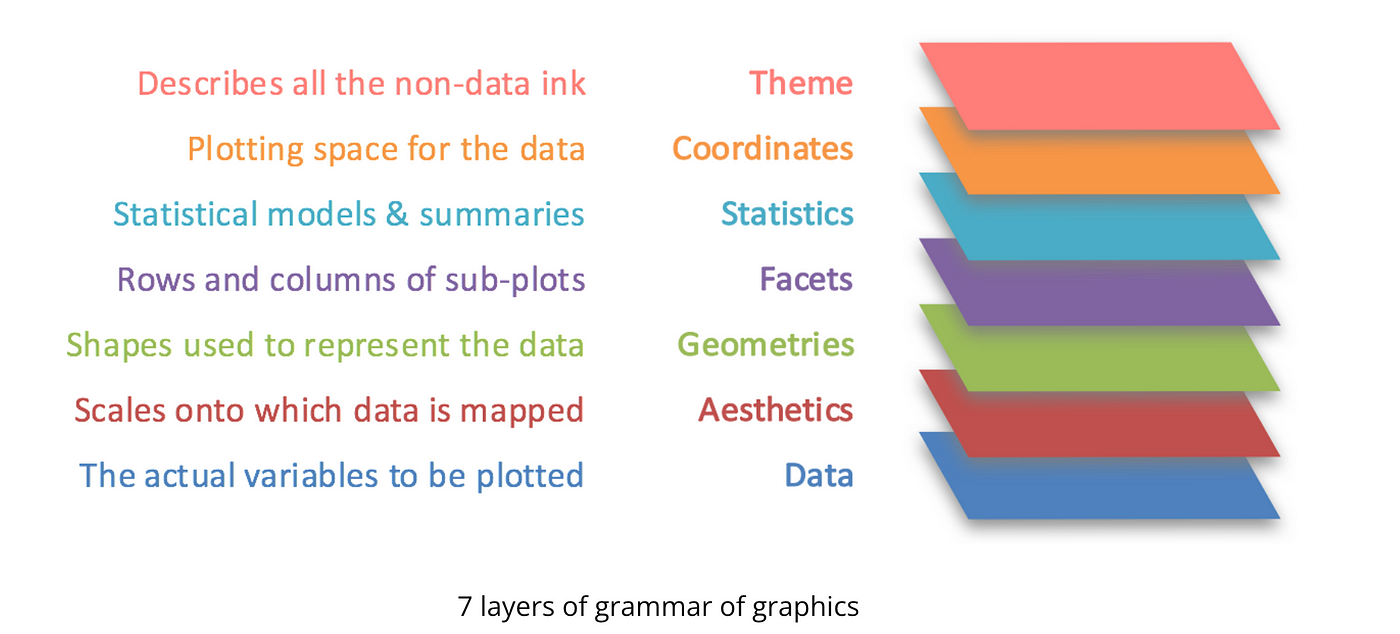 Describes all the non-data ink Theme
Plotting space for the data Coordinates
Statistical models & summaries Statistics
Rows and columns of sub-plots Facets
Shapes used to represent the data Geometries
Scales onto which data is mapped Aesthetics
The actual variables to be plotted Data
7 layers of grammar of graphics